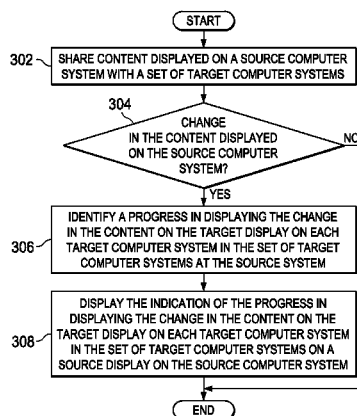 START
302
SHARE CONTENT DISPLAYED ON A SOURCE COMPUTER
SYSTEM WITH A SET OF TARGET COMPUTER SYSTEMS
304
CHANGE
IN THE CONTENT DISPLAYED
ON THE SOURCE COMPUTER
SYSTEM?
NO
YES
306
IDENTIFY A PROGRESS IN DISPLAYING THE CHANGE
IN THE CONTENT ON THE TARGET DISPLAY ON EACH
TARGET COMPUTER SYSTEM IN THE SET OF TARGET
COMPUTER SYSTEMS AT THE SOURCE SYSTEM
308
DISPLAY THE INDICATION OF THE PROGRESS IN
DISPLAYING THE CHANGE IN THE CONTENT ON THE
TARGET DISPLAY ON EACH TARGET COMPUTER SYSTEM
IN THE SET OF TARGET COMPUTER SYSTEMS ON A
SOURCE DISPLAY ON THE SOURCE COMPUTER SYSTEM
END